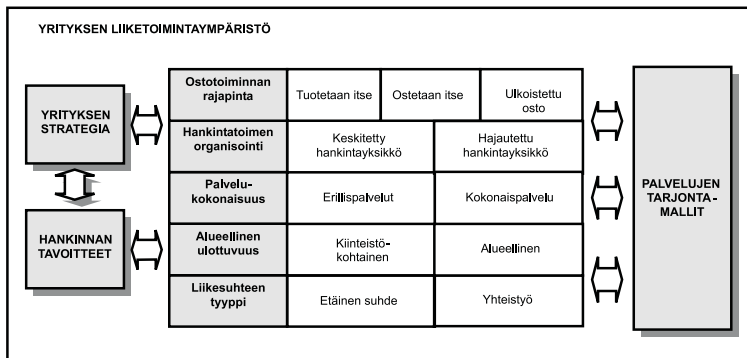 YRITYKSEN LIIKETOIMINTAYMPÄRISTÖ
YRITYKSEN
STRATEGIA
HANKINNAN
TAVOITTEET
Ostotoiminnan
rajapinta
Tuotetaan itse
Ostetaan itse
Ulkoistettu
osto
Hankintatoimen
organisointi
Keskitetty
hankintayksikkö
Hajautettu
hankintayksikkö
Palvelu-
kokonaisuus
Erillispalvelut
Kokonaispalvelu
Alueellinen
ulottuvuus
Kiinteistö-
kohtainen
Alueellinen
Liikesuhteen
tyyppi
Etäinen suhde
Yhteistyö
PALVELUJEN
TARJONTA-
MALLIT